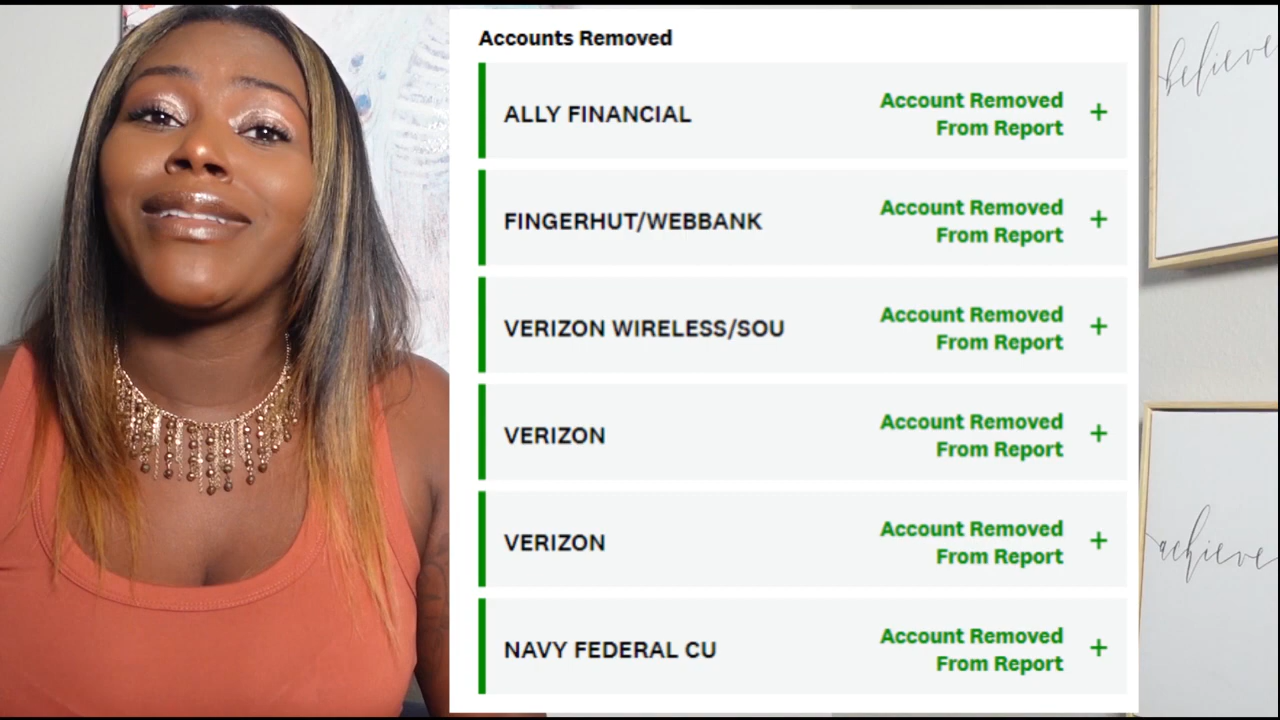 Accounts Removed
ALLY FINANCIAL
Account Removed
From Report
+
FINGERHUT/WEBBANK
Account Removed
From Report
+
VERIZON WIRELESS/SOU
Account Removed
From Report
+
VERIZON
Account Removed
From Report
+
VERIZON
Account Removed
From Report
+
NAVY FEDERAL CU
Account Removed
From Report
+
believe
achieve